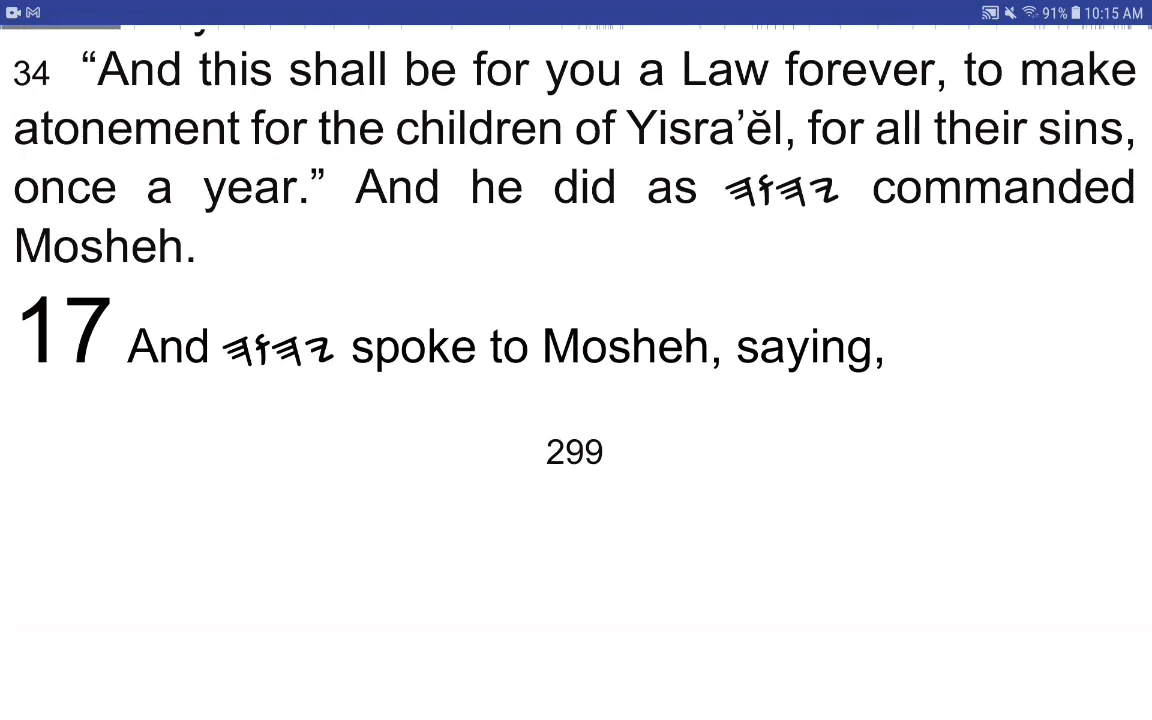 91% 10:15 AM
34 “And this shall be for you a Law forever, to make
atonement for the children of Yisra’ĕl, for all their sins,
once a year.” And he did as 𐤉𐤄𐤅𐤄 commanded
Mosheh.
17 And 𐤉𐤄𐤅𐤄 spoke to Mosheh, saying,
299